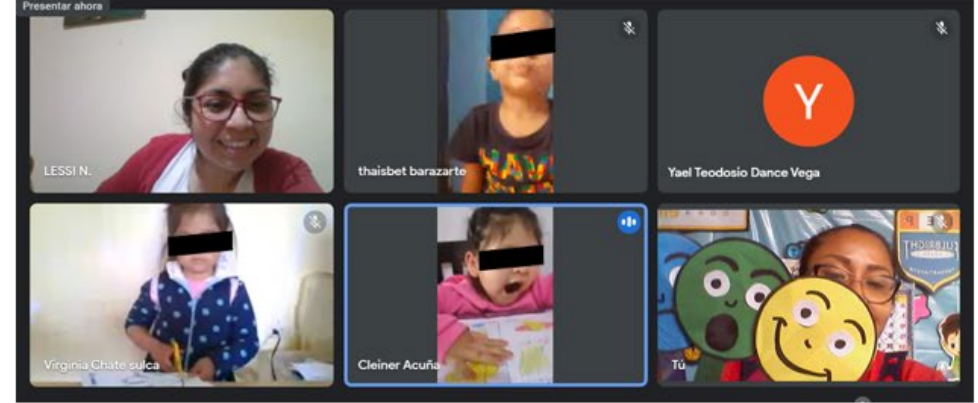 Presentar ahora
LESSI N.
thaisbet barazarte
Y
Yael Teodosio Dance Vega
Virginia Chate sulca
Cleiner Acuña
Tú